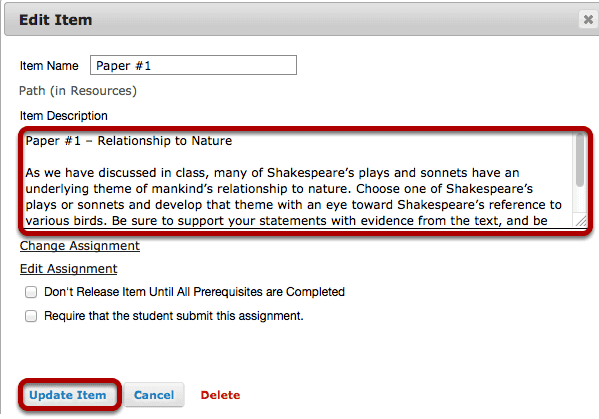 Edit Item
Item Name Paper #1
Path (in Resources)
Item Description
Paper #1 – Relationship to Nature
As we have discussed in class, many of Shakespeare’s plays and sonnets have an
underlying theme of mankind’s relationship to nature. Choose one of Shakespeare’s
plays or sonnets and develop that theme with an eye toward Shakespeare’s reference to
various birds. Be sure to support your statements with evidence from the text, and be
Change Assignment
Edit Assignment
Don't Release Item Until All Prerequisites are Completed
Require that the student submit this assignment.
Update Item Cancel Delete